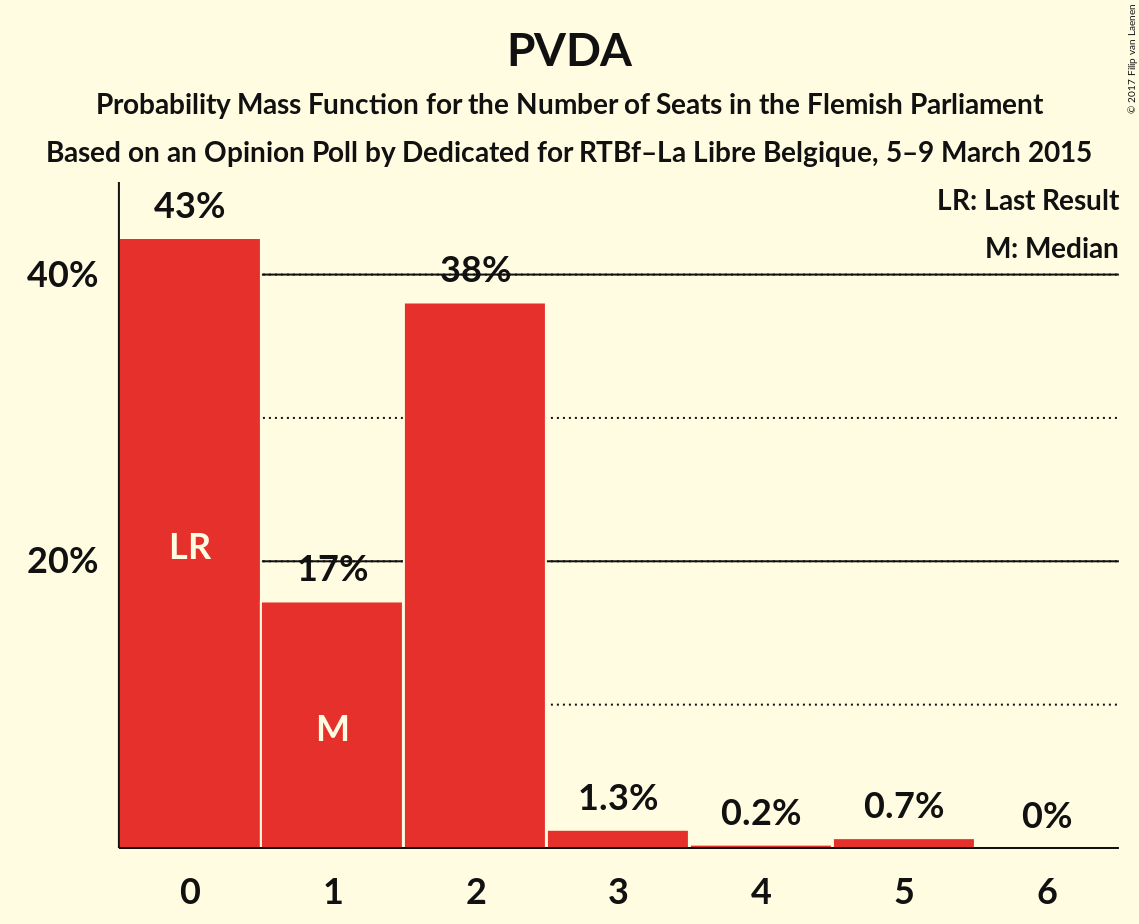 PVDA
Probability Mass Function for the Number of Seats in the Flemish Parliament
Based on an Opinion Poll by Dedicated for RTBf–La Libre Belgique, 5–9 March 2015
© 2017 Filip van Laenen
LR: Last Result
M: Median
43%
40%
38%
20%
17%
LR
M
1.3%
0.2%
0.7%
0%
0 1 2 3 4 5 6